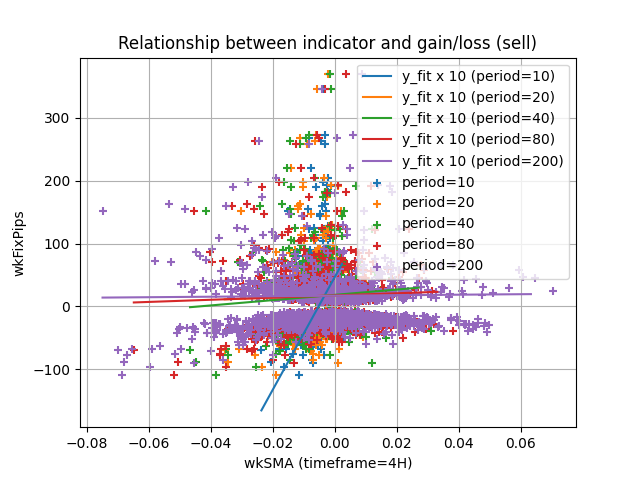 Relationship between indicator and gain/loss (sell)
y_fit x 10 (period=10)
y_fit x 10 (period=20)
y_fit x 10 (period=40)
y_fit x 10 (period=80)
y_fit x 10 (period=200)
period=10
period=20
period=40
period=80
period=200
wkFixPips
300
200
100
0
−100
−0.08
−0.06
−0.04
−0.02
0.00
0.02
0.04
0.06
wkSMA (timeframe=4H)